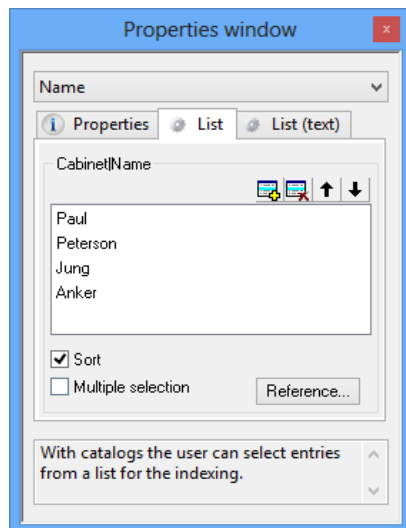 Properties window
x
Name
Properties List List (text)
Cabinet|Name
Paul
Peterson
Jung
Anker
Sort
Multiple selection
Reference...
With catalogs the user can select entries
from a list for the indexing.